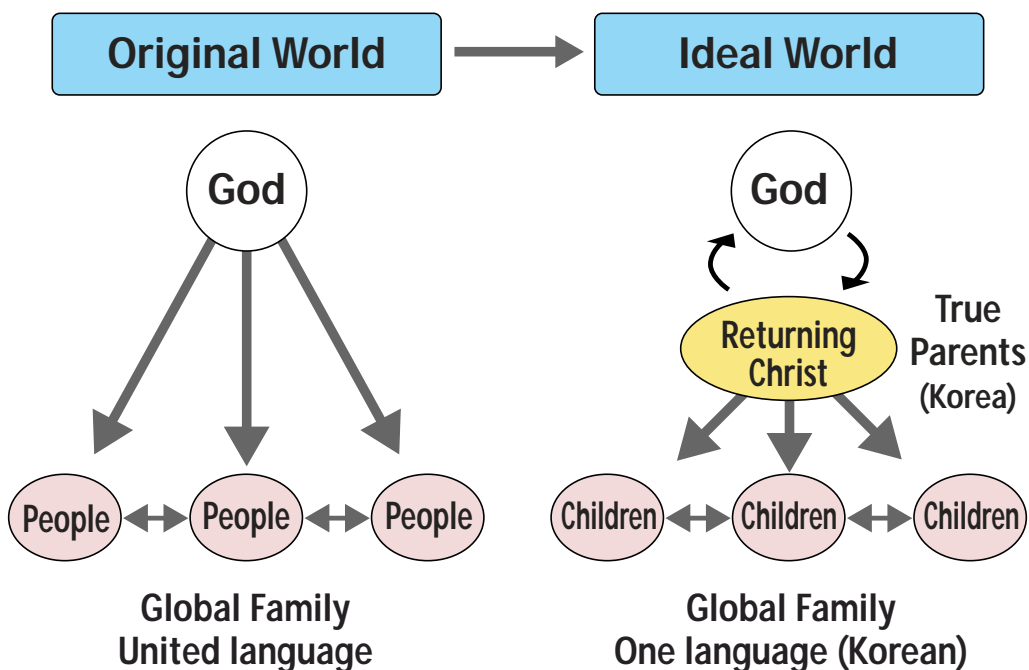 Original World
Ideal World
God
People
People
People
Global Family
United language
God
Returning
Christ
True
Parents
(Korea)
Children
Children
Children
Global Family
One language (Korean)